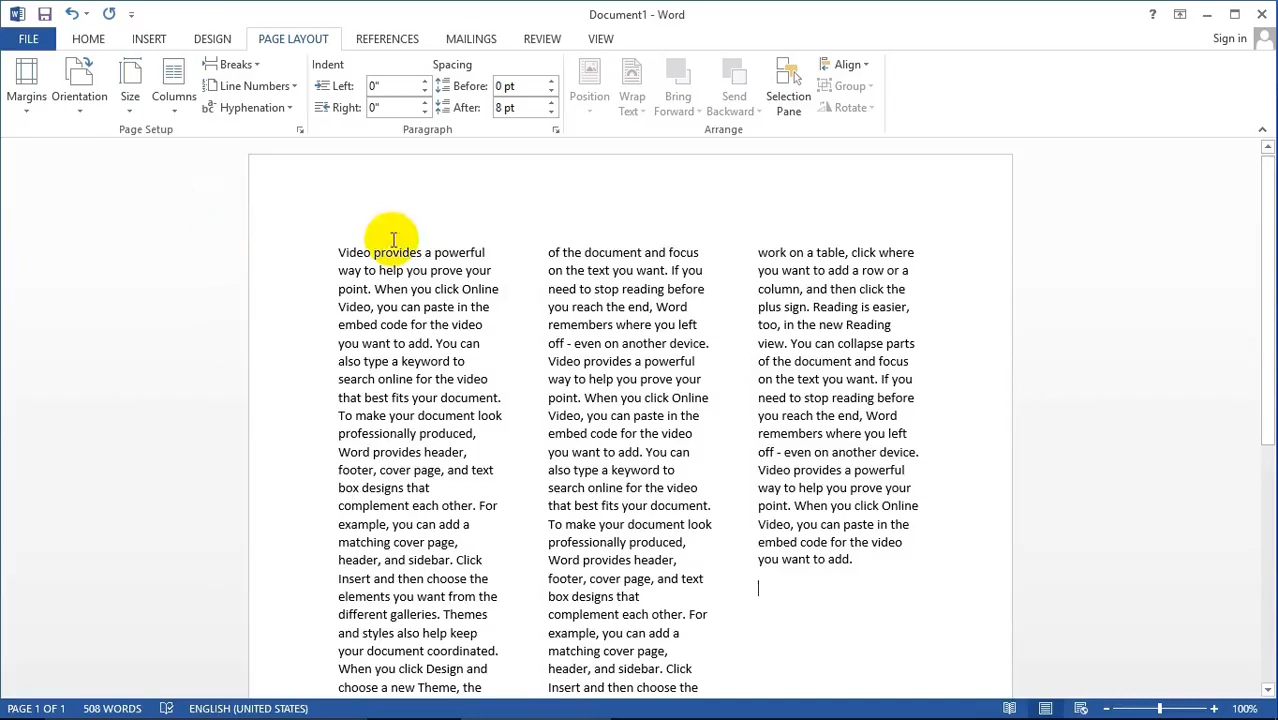 Document1 - Word
?
FILE HOME INSERT DESIGN PAGE LAYOUT REFERENCES MAILINGS REVIEW VIEW Sign in
Margins Orientation Size Columns
Breaks
Line Numbers
Hyphenation
Page Setup
Indent Spacing
Left: 0" Before: 0 pt
Right: 0" After: 8 pt
Paragraph
Position Wrap Text Bring Forward Send Backward Selection Pane
Align
Group
Rotate
Arrange
Video provides a powerful
way to help you prove your
point. When you click Online
Video, you can paste in the
embed code for the video
you want to add. You can
also type a keyword to
search online for the video
that best fits your document.
To make your document look
professionally produced,
Word provides header,
footer, cover page, and text
box designs that
complement each other. For
example, you can add a
matching cover page,
header, and sidebar. Click
Insert and then choose the
elements you want from the
different galleries. Themes
and styles also help keep
your document coordinated.
When you click Design and
choose a new Theme, the
of the document and focus
on the text you want. If you
need to stop reading before
you reach the end, Word
remembers where you left
off - even on another device.
Video provides a powerful
way to help you prove your
point. When you click Online
Video, you can paste in the
embed code for the video
you want to add. You can
also type a keyword to
search online for the video
that best fits your document.
To make your document look
professionally produced,
Word provides header,
footer, cover page, and text
box designs that
complement each other. For
example, you can add a
matching cover page,
header, and sidebar. Click
Insert and then choose the
work on a table, click where
you want to add a row or a
column, and then click the
plus sign. Reading is easier,
too, in the new Reading
view. You can collapse parts
of the document and focus
on the text you want. If you
need to stop reading before
you reach the end, Word
remembers where you left
off - even on another device.
Video provides a powerful
way to help you prove your
point. When you click Online
Video, you can paste in the
embed code for the video
you want to add.
PAGE 1 OF 1 508 WORDS ENGLISH (UNITED STATES) 100%